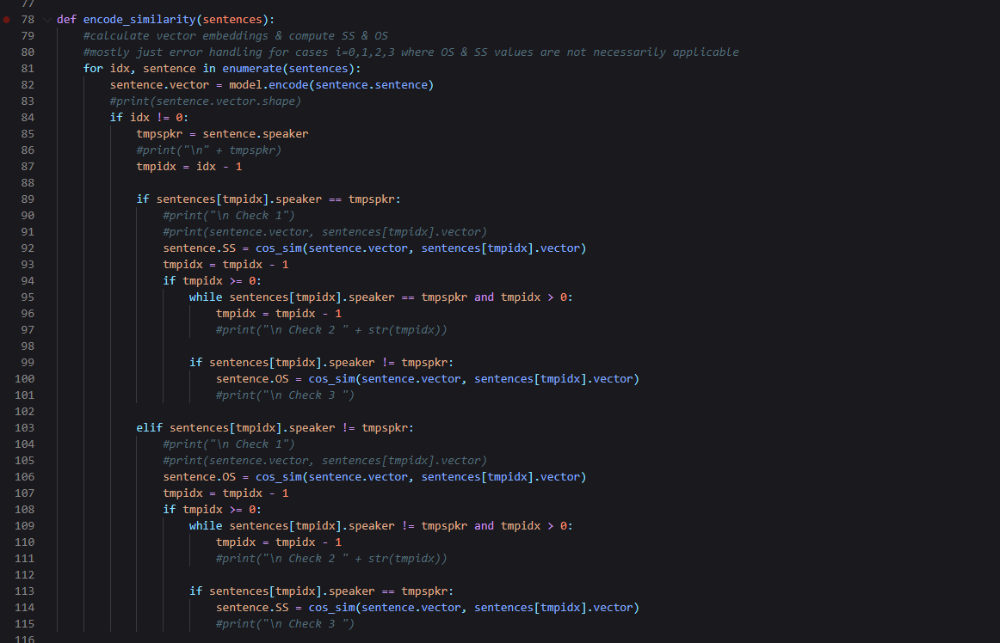 77
78 def encode_similarity(sentences):
79     #calculate vector embeddings & compute SS & OS
80     #mostly just error handling for cases i=0,1,2,3 where OS & SS values are not necessarily applicable
81     for idx, sentence in enumerate(sentences):
82         sentence.vector = model.encode(sentence.sentence)
83         #print(sentence.vector.shape)
84         if idx != 0:
85             tmpspkr = sentence.speaker
86             #print("\n" + tmpspkr)
87             tmpidx = idx - 1
88
89             if sentences[tmpidx].speaker == tmpspkr:
90                 #print("\n Check 1")
91                 #print(sentence.vector, sentences[tmpidx].vector)
92                 sentence.SS = cos_sim(sentence.vector, sentences[tmpidx].vector)
93                 tmpidx = tmpidx - 1
94                 if tmpidx >= 0:
95                     while sentences[tmpidx].speaker == tmpspkr and tmpidx > 0:
96                         tmpidx = tmpidx - 1
97                         #print("\n Check 2 " + str(tmpidx))
98
99                     if sentences[tmpidx].speaker != tmpspkr:
100                         sentence.OS = cos_sim(sentence.vector, sentences[tmpidx].vector)
101                         #print("\n Check 3 ")
102
103             elif sentences[tmpidx].speaker != tmpspkr:
104                 #print("\n Check 1")
105                 #print(sentence.vector, sentences[tmpidx].vector)
106                 sentence.OS = cos_sim(sentence.vector, sentences[tmpidx].vector)
107                 tmpidx = tmpidx - 1
108                 if tmpidx >= 0:
109                     while sentences[tmpidx].speaker != tmpspkr and tmpidx > 0:
110                         tmpidx = tmpidx - 1
111                         #print("\n Check 2 " + str(tmpidx))
112
113                     if sentences[tmpidx].speaker == tmpspkr:
114                         sentence.SS = cos_sim(sentence.vector, sentences[tmpidx].vector)
115                         #print("\n Check 3 ")
116